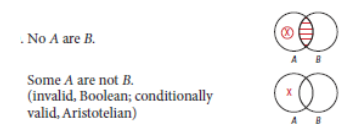 . No A are B.
X
A B
Some A are not B.
(invalid, Boolean; conditionally
valid, Aristotelian)
x
A B